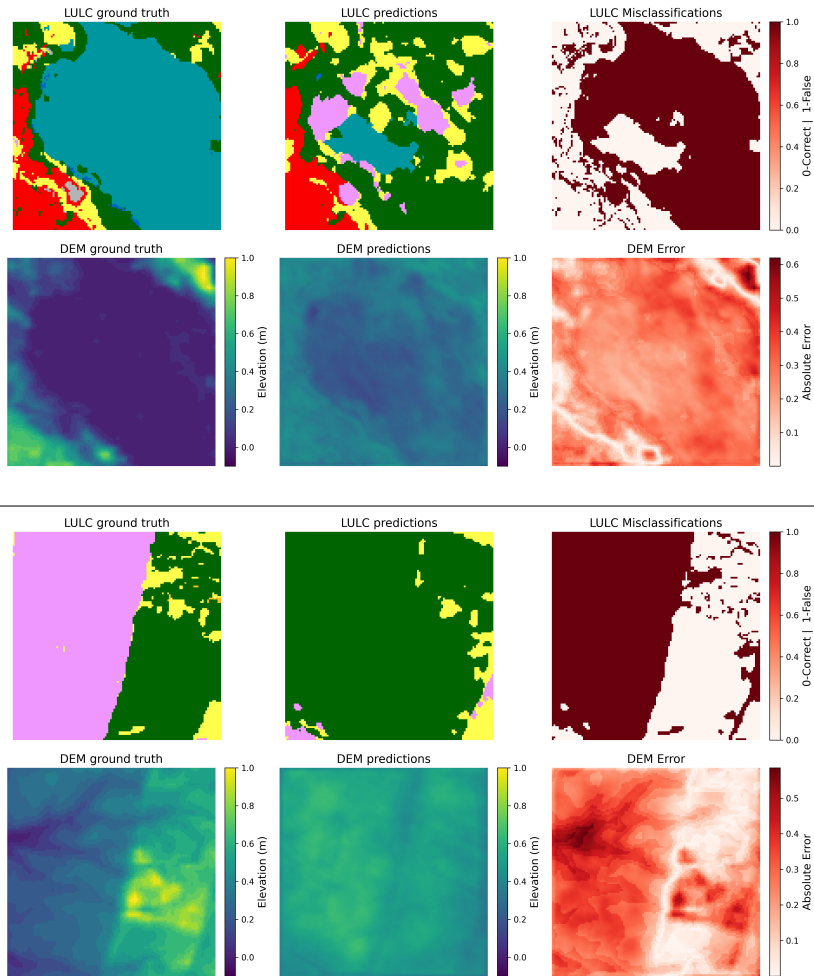 LULC ground truth
LULC predictions
LULC Misclassifications
1.0
0.8
0.6
0.4
0.2
0.0
0-Correct | 1-False
DEM ground truth
DEM predictions
DEM Error
1.0
0.8
0.6
0.4
0.2
0.0
Elevation (m)
1.0
0.8
0.6
0.4
0.2
0.0
Elevation (m)
0.6
0.5
0.4
0.3
0.2
0.1
Absolute Error
LULC ground truth
LULC predictions
LULC Misclassifications
1.0
0.8
0.6
0.4
0.2
0.0
0-Correct | 1-False
DEM ground truth
DEM predictions
DEM Error
1.0
0.8
0.6
0.4
0.2
0.0
Elevation (m)
1.0
0.8
0.6
0.4
0.2
0.0
Elevation (m)
0.5
0.4
0.3
0.2
0.1
Absolute Error